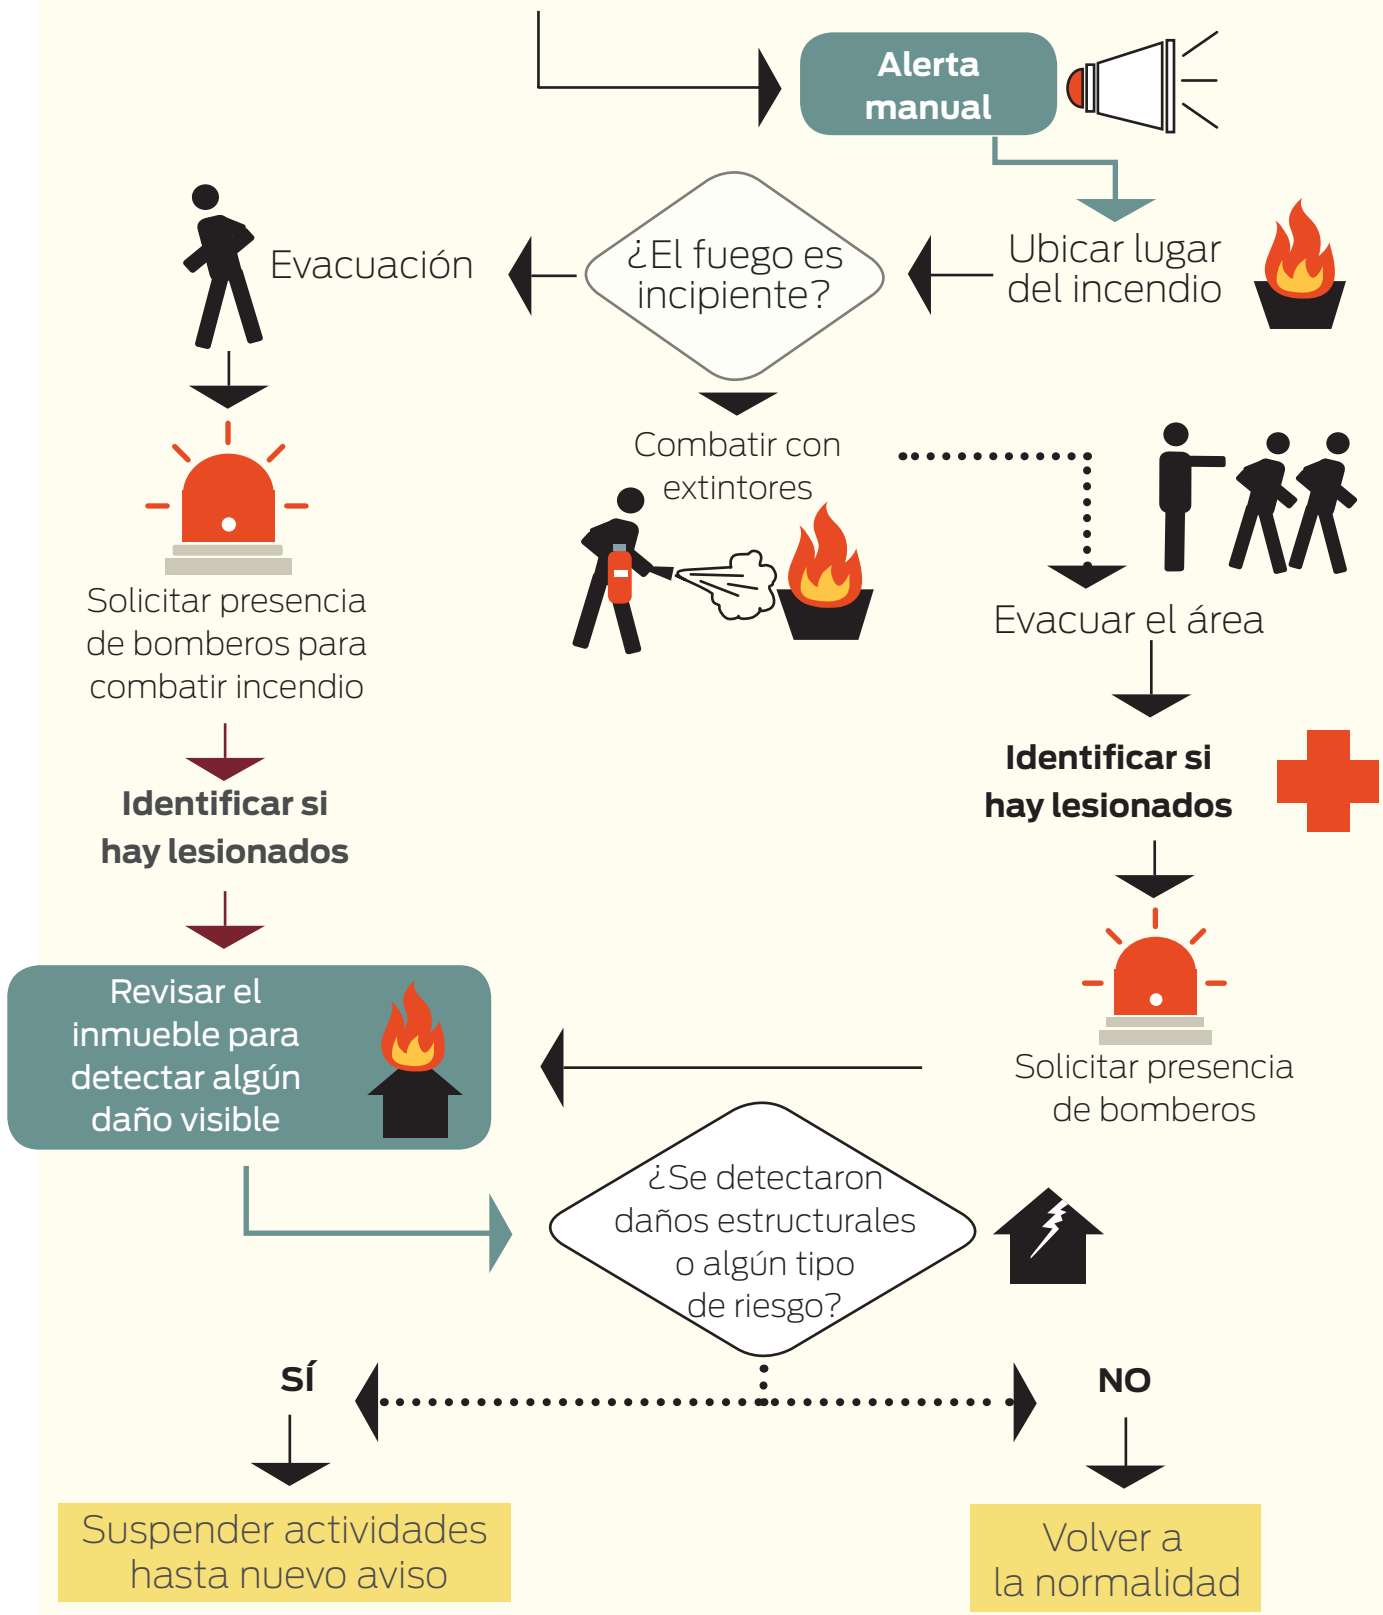 Alerta
manual
Ubicar lugar
del incendio
¿El fuego es
incipiente?
Evacuación
Combatir con
extintores
Solicitar presencia
de bomberos para
combatir incendio
Identificar si
hay lesionados
Evacuar el área
Identificar si
hay lesionados
Solicitar presencia
de bomberos
Revisar el
inmueble para
detectar algún
daño visible
¿Se detectaron
daños estructurales
o algún tipo
de riesgo?
SÍ
NO
Suspender actividades
hasta nuevo aviso
Volver a
la normalidad